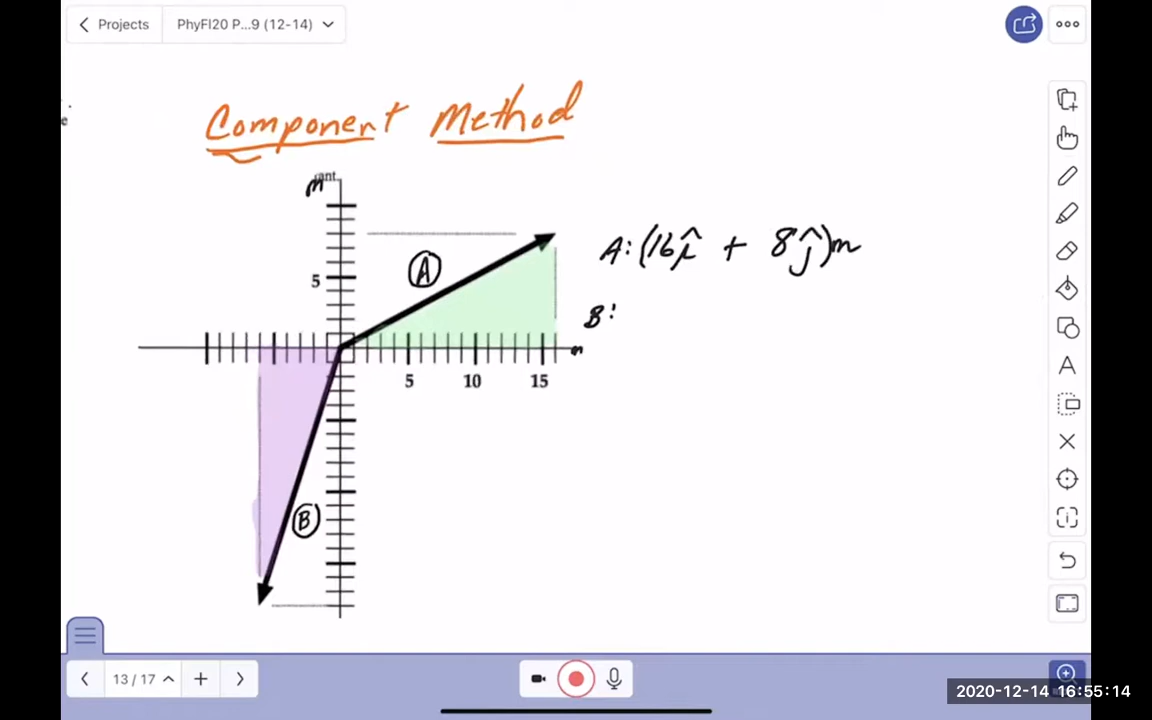 Projects
PhyFl20 P...9 (12-14)
e
Component Method
m
ant.
A
A: (16î + 8ĵ)m
5
B:
m
5 10 15
B
A
13 / 17
2020-12-14 16:55:14